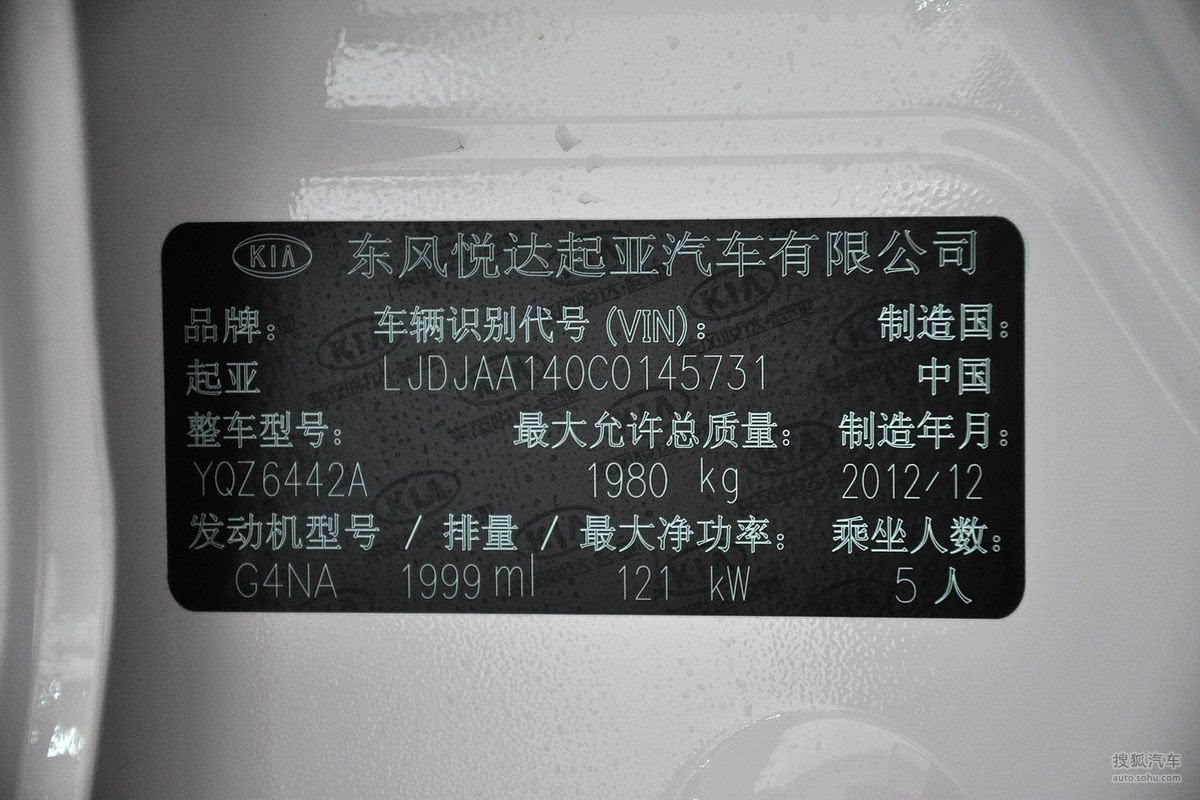 KIA 东风悦达起亚汽车有限公司
品牌： 车辆识别代号 (VIN)： 制造国：
起亚 LJDJAA140C0145731 中国
整车型号： 最大允许总质量： 制造年月：
YQZ6442A 1980 kg 2012/12
发动机型号 / 排量 / 最大净功率： 乘坐人数：
G4NA 1999 ml 121 kW 5 人
搜狐汽车
auto.sohu.com